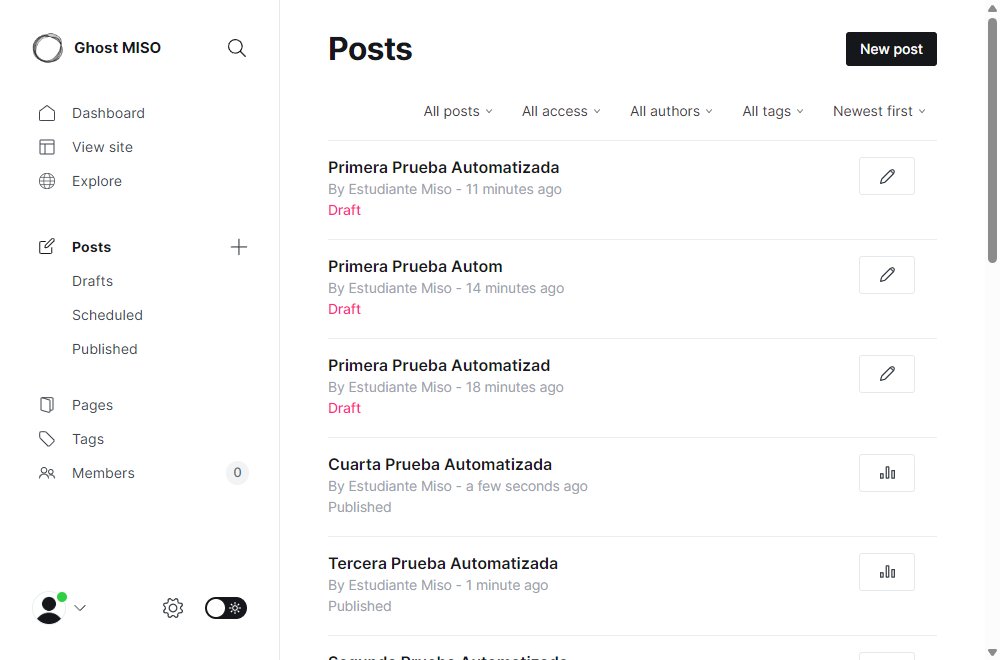 Ghost MISO
Dashboard
View site
Explore
Posts
Drafts
Scheduled
Published
Pages
Tags
Members 0
Posts
New post
All posts All access All authors All tags Newest first
Primera Prueba Automatizada
By Estudiante Miso - 11 minutes ago
Draft
Primera Prueba Autom
By Estudiante Miso - 14 minutes ago
Draft
Primera Prueba Automatizad
By Estudiante Miso - 18 minutes ago
Draft
Cuarta Prueba Automatizada
By Estudiante Miso - a few seconds ago
Published
Tercera Prueba Automatizada
By Estudiante Miso - 1 minute ago
Published
Segunda Prueba Automatizada